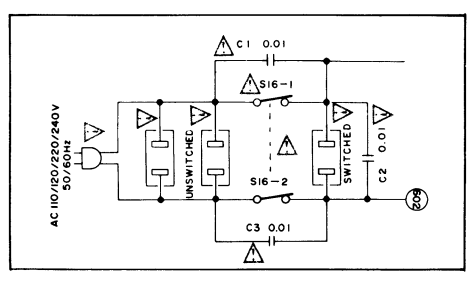 C1 0.01
S16-1
AC 110/120/220/240V
50/60Hz
UNSWITCHED
SWITCHED
C2 0.01
S16-2
C3 0.01
602